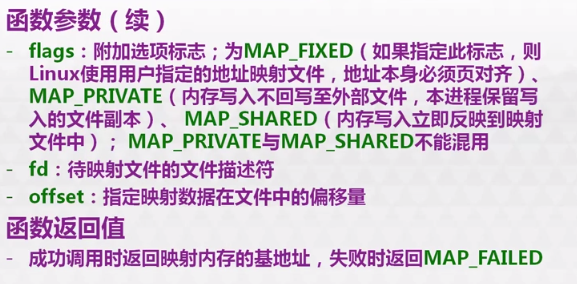 函数参数（续）
- flags：附加选项标志；为MAP_FIXED（如果指定此标志，则
Linux使用用户指定的地址映射文件，地址本身必须页对齐）、
MAP_PRIVATE（内存写入不回写至外部文件，本进程保留写
入的文件副本）、 MAP_SHARED（内存写入立即反映到映射
文件中）； MAP_PRIVATE与MAP_SHARED不能混用
- fd：待映射文件的文件描述符
- offset：指定映射数据在文件中的偏移量
函数返回值
- 成功调用时返回映射内存的基地址，失败时返回MAP_FAILED